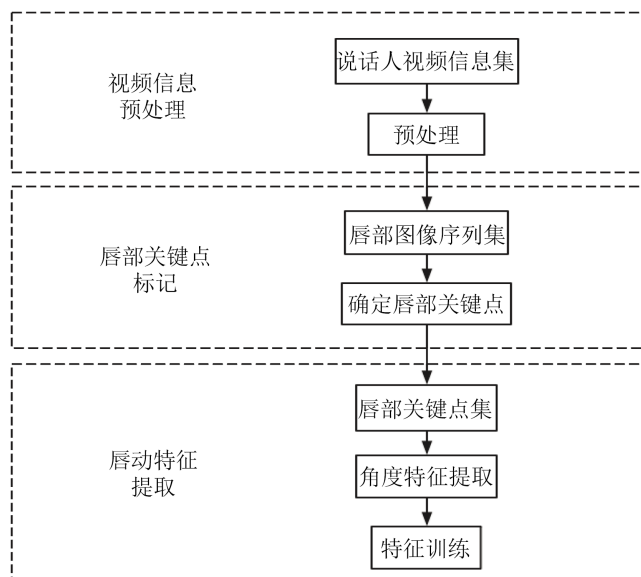 视频信息
预处理
说话人视频信息集
预处理
唇部关键点
标记
唇部图像序列集
确定唇部关键点
唇动特征
提取
唇部关键点集
角度特征提取
特征训练